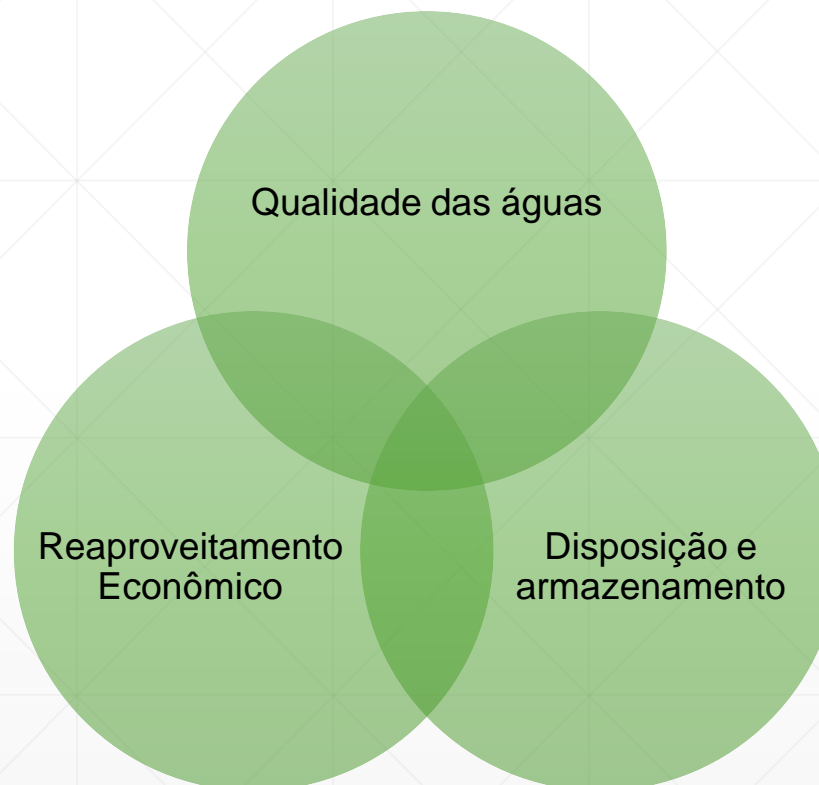 Qualidade das águas
Reaproveitamento
Econômico
Disposição e
armazenamento